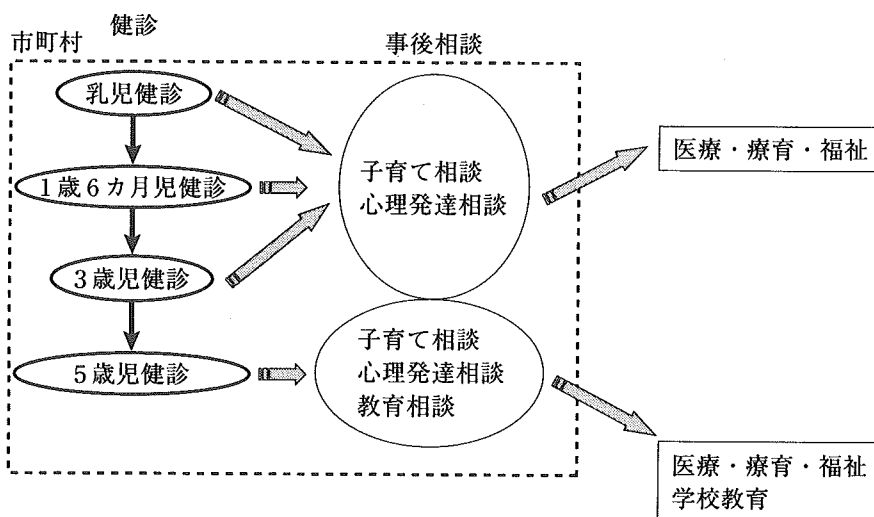 健診
市町村
事後相談
乳児健診
1歳6カ月児健診
3歳児健診
5歳児健診
子育て相談
心理発達相談
子育て相談
心理発達相談
教育相談
医療・療育・福祉
医療・療育・福祉
学校教育